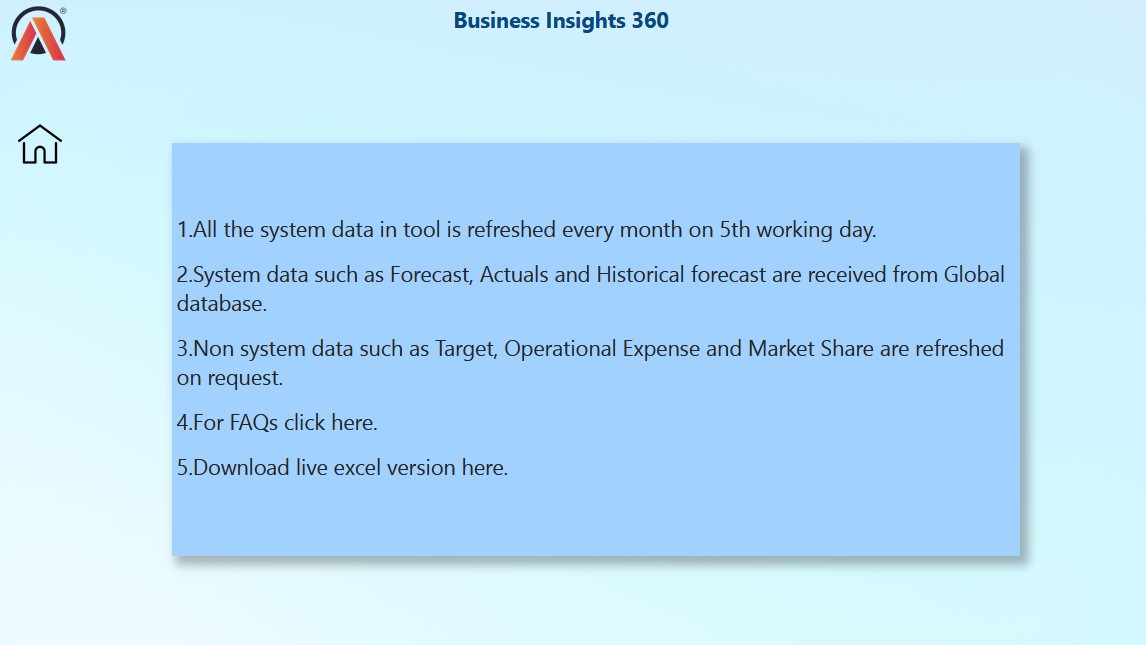 ®
Business Insights 360
1.All the system data in tool is refreshed every month on 5th working day.
2.System data such as Forecast, Actuals and Historical forecast are received from Global
database.
3.Non system data such as Target, Operational Expense and Market Share are refreshed
on request.
4.For FAQs click here.
5.Download live excel version here.